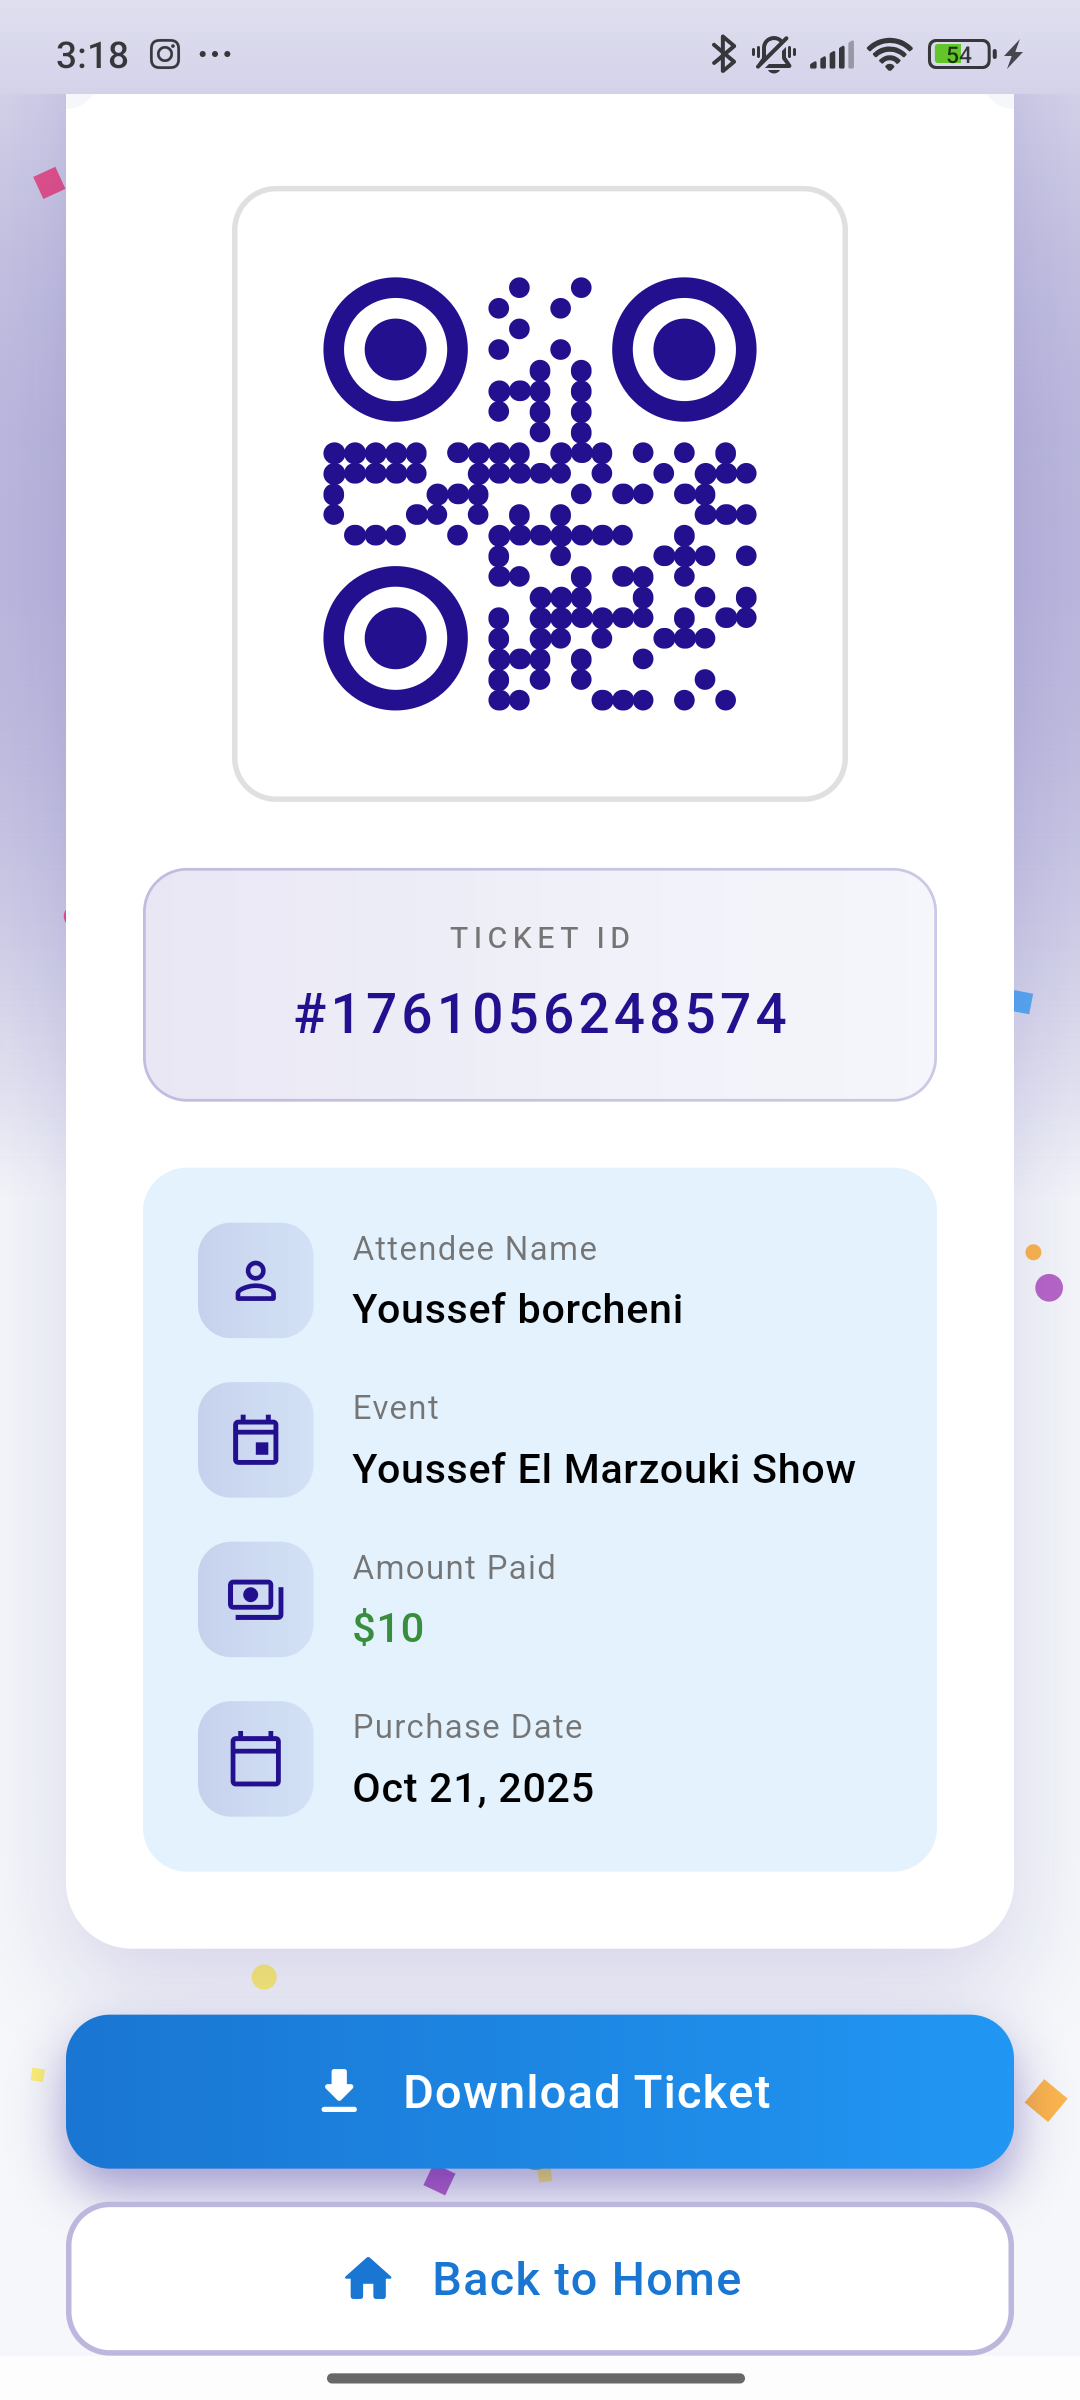 3:18
54
TICKET ID
#1761056248574
Attendee Name
Youssef borcheni
Event
Youssef El Marzouki Show
Amount Paid
$10
Purchase Date
Oct 21, 2025
Download Ticket
Back to Home